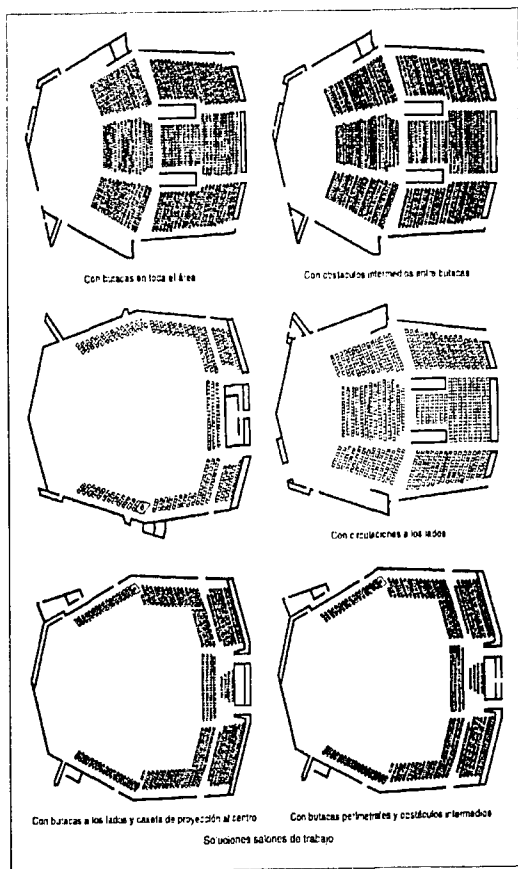 Con butacas en toda el área
Con obstáculos intermedios entre butacas
Con circulaciones a los lados
Con butacas a los lados y caseta de proyección al centro
Con butacas perimetrales y obstáculos intermedios
Soluciones salones de trabajo